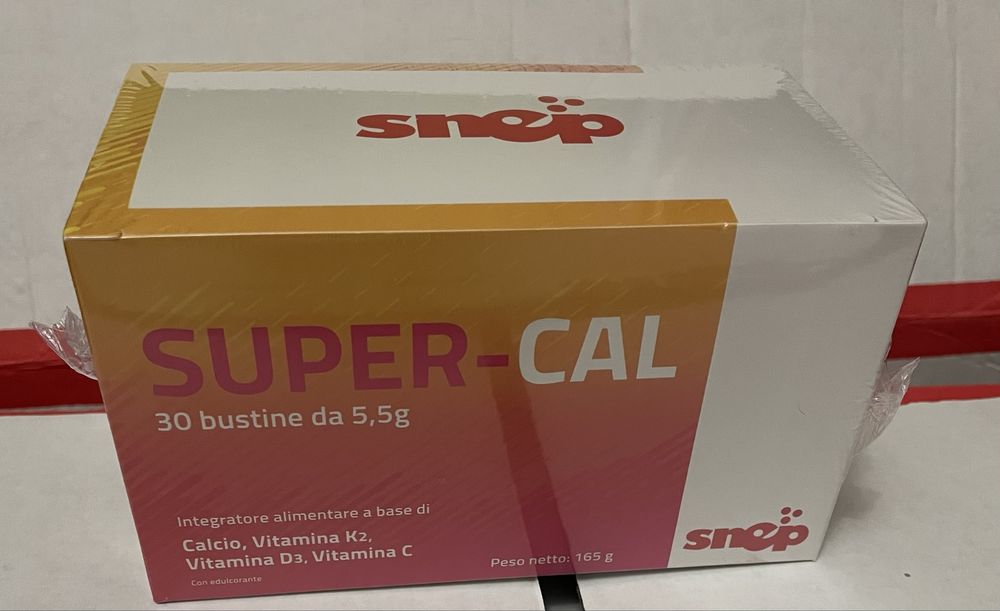 snep
SUPER-CAL
30 bustine da 5,5g
Integratore alimentare a base di
Calcio, Vitamina K2,
Vitamina D3, Vitamina C
Con edulcorante
Peso netto: 165 g
snep